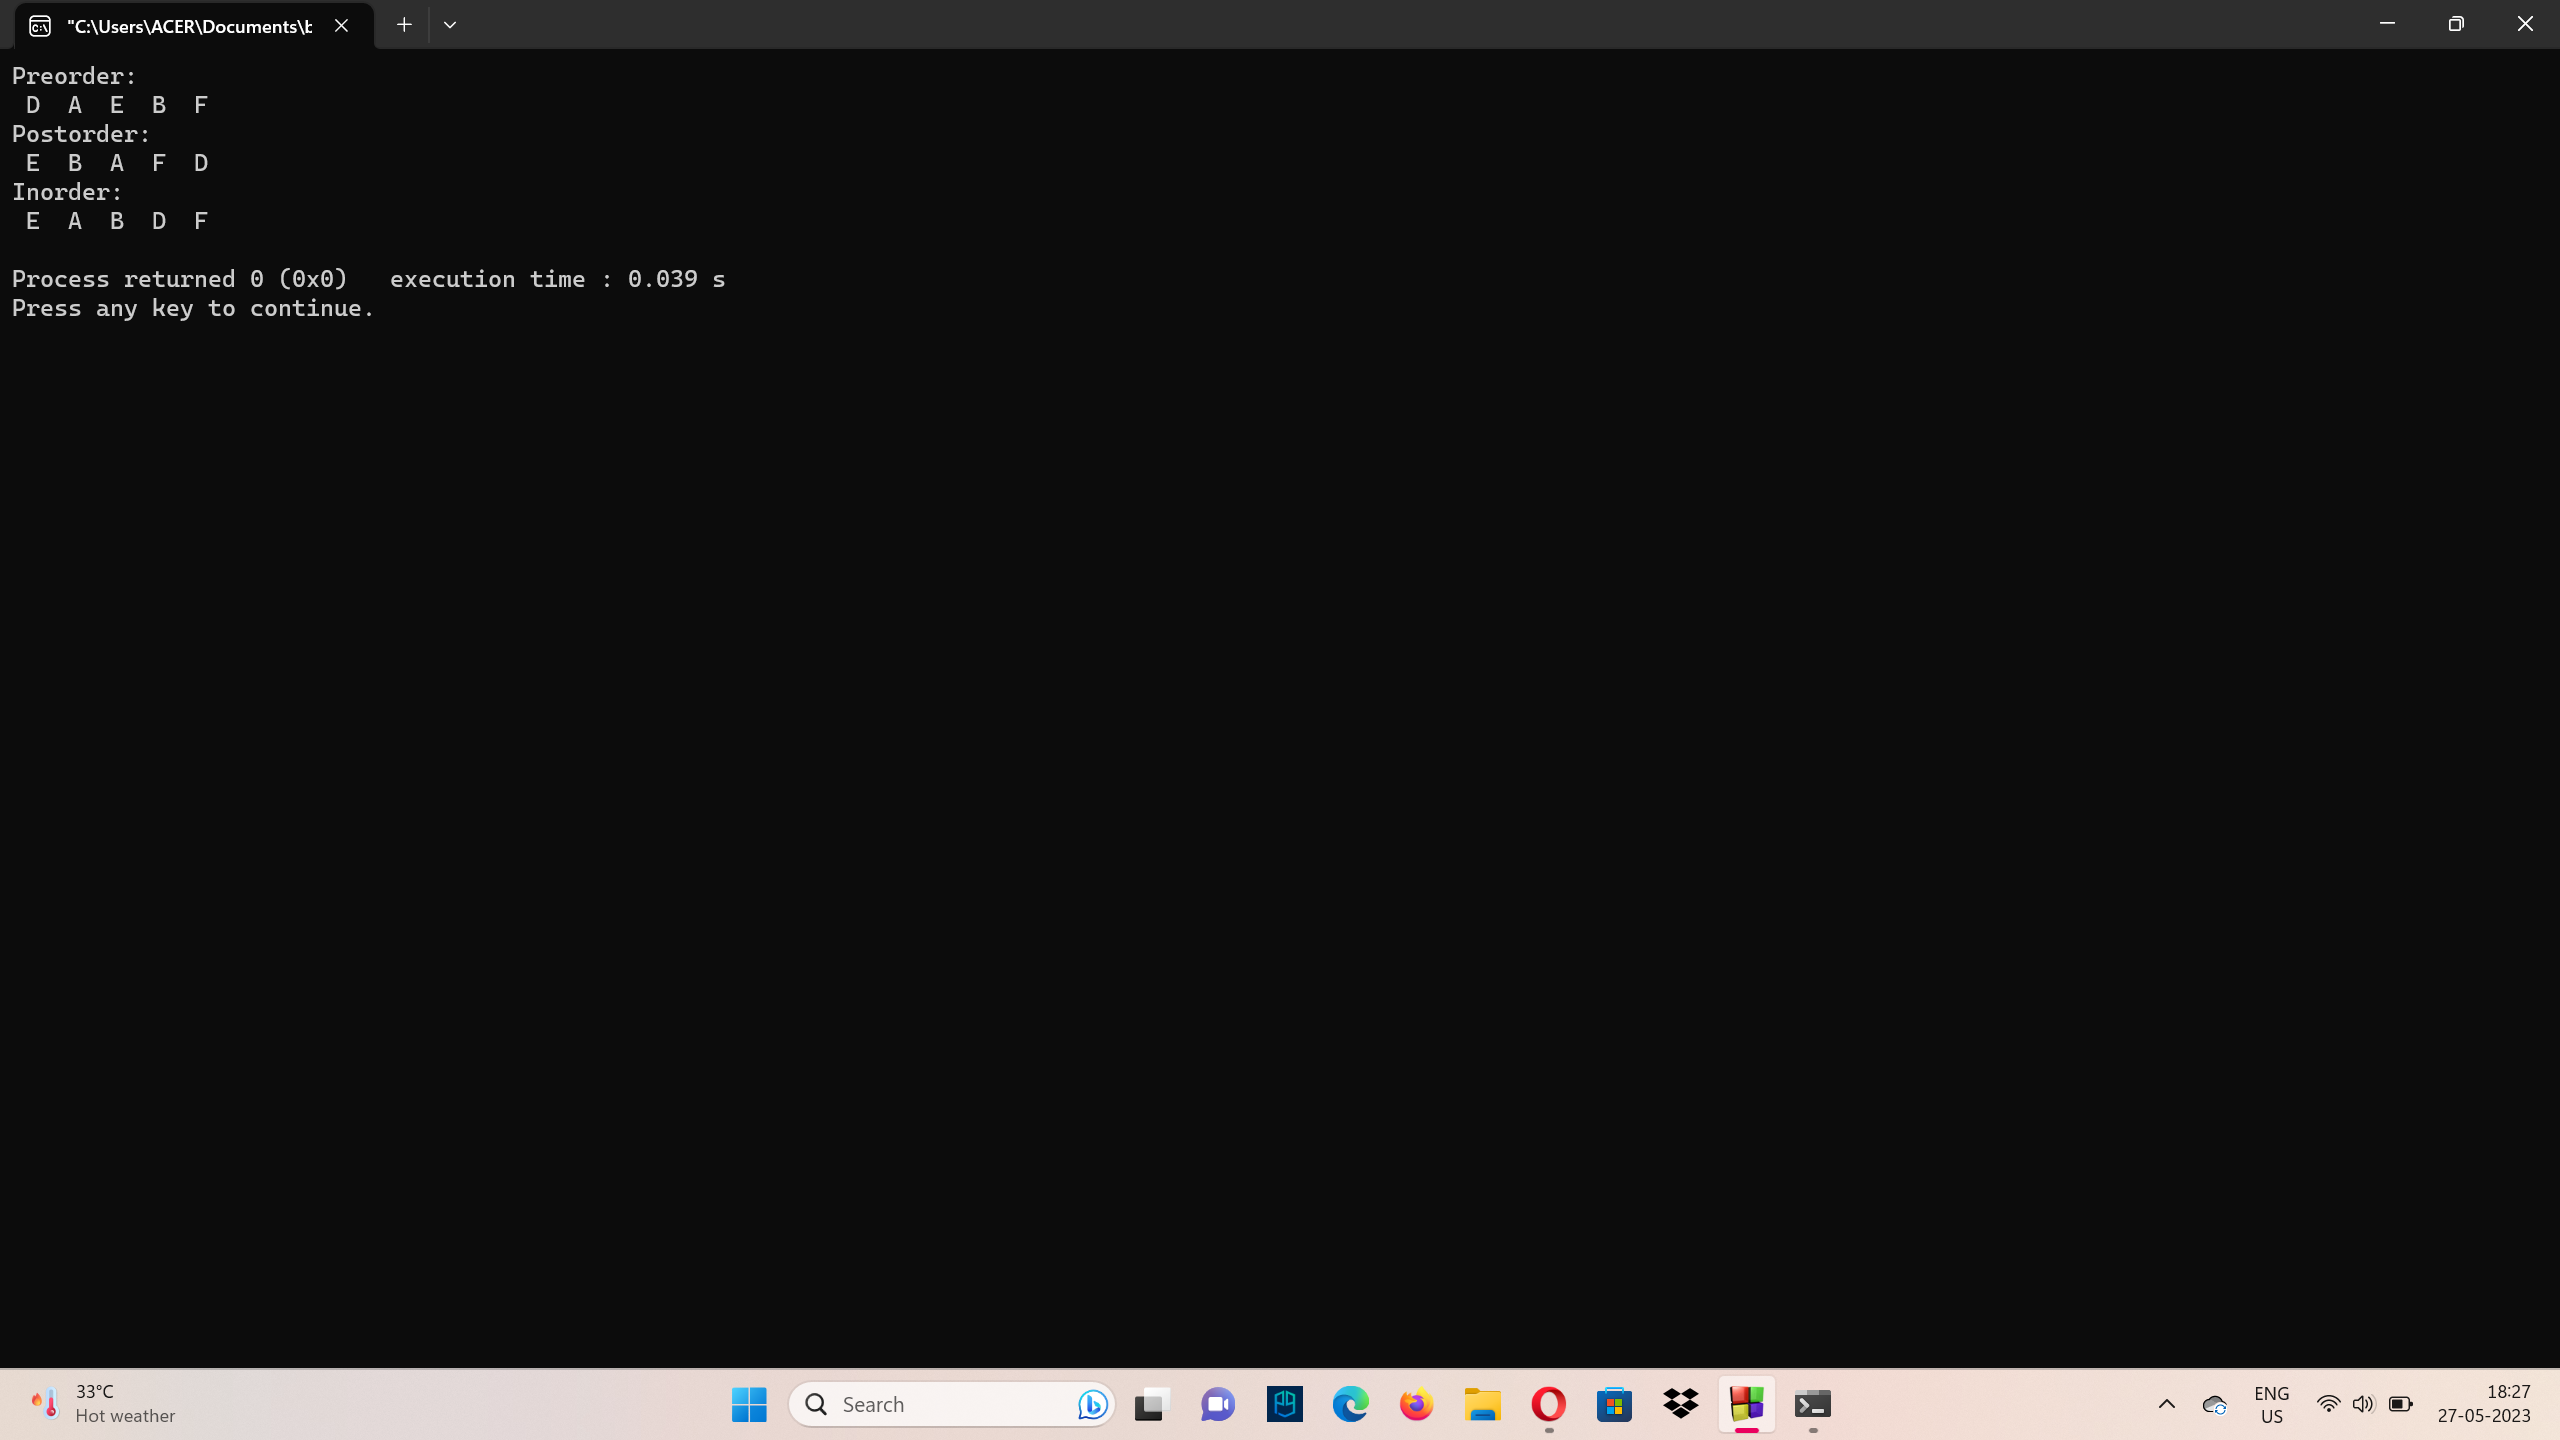 "C:\Users\ACER\Documents\b
Preorder:
 D  A  E  B  F
Postorder:
 E  B  A  F  D
Inorder:
 E  A  B  D  F

Process returned 0 (0x0)   execution time : 0.039 s
Press any key to continue.
33°C
Hot weather
Search
ENG
US
18:27
27-05-2023